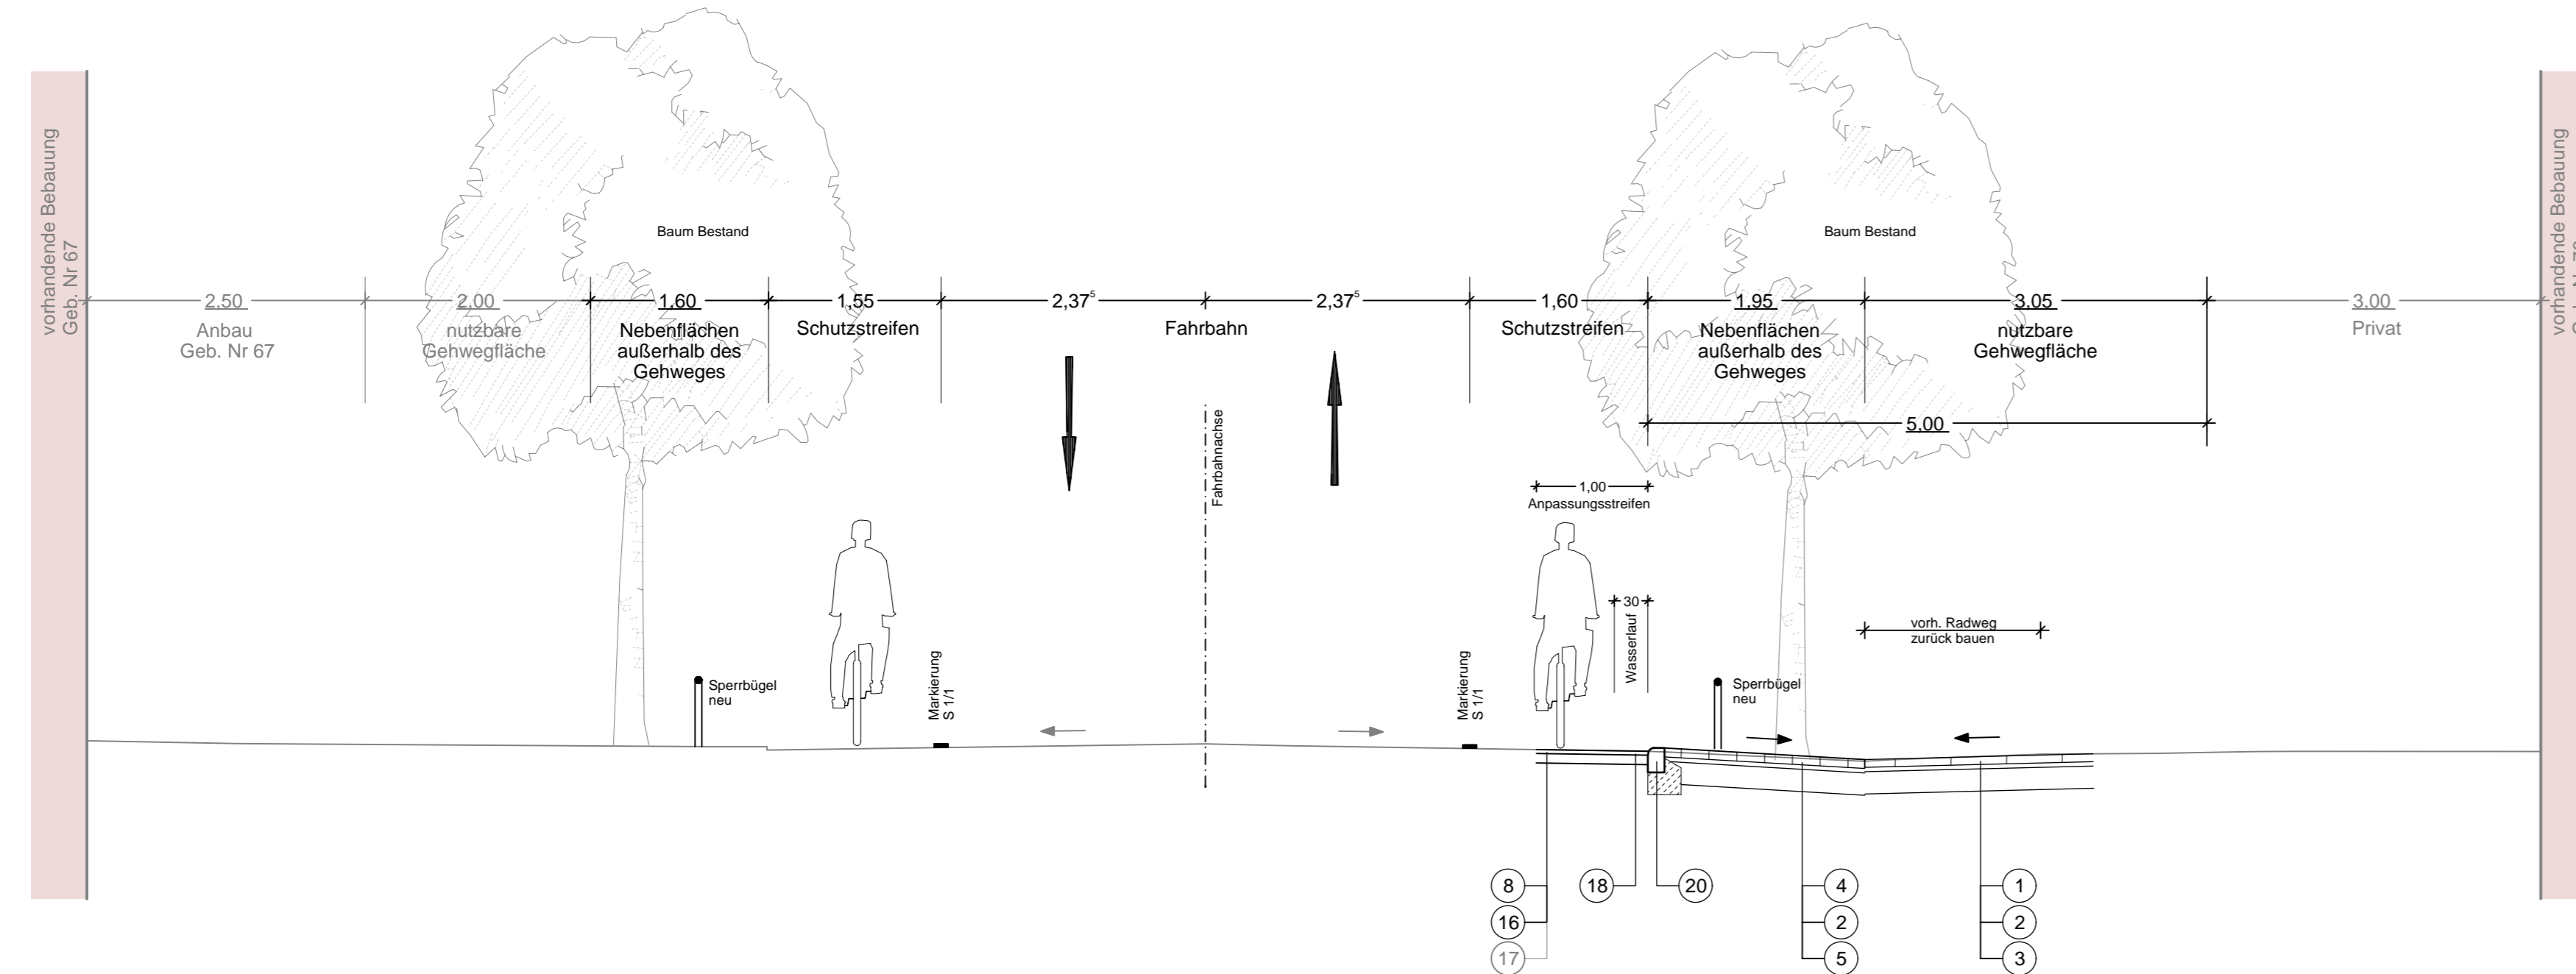 vorhandende Bebauung
Geb. Nr 67
Baum Bestand
Baum Bestand
vorhandende Bebauung
2,50
2,00
1,60
1,55
2,37⁵
2,37⁵
1,60
1,95
3,05
3,00
Anbau
Geb. Nr 67
nutzbare
Gehwegfläche
Nebenflächen
außerhalb des
Gehweges
Schutzstreifen
Fahrbahn
Schutzstreifen
Nebenflächen
außerhalb des
Gehweges
nutzbare
Gehwegfläche
Privat
5,00
Fahrbahnachse
1,00
Anpassungsstreifen
30
Wasserlauf
vorh. Radweg
zurück bauen
Sperrbügel
neu
Markierung
S 1/1
Markierung
S 1/1
Sperrbügel
neu
8
16
17
18
20
4
2
5
1
2
3